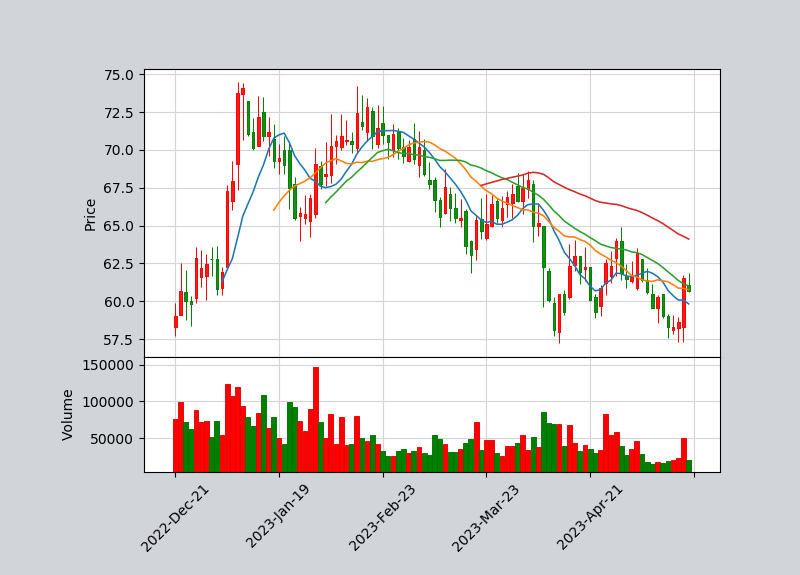 75.0
72.5
70.0
67.5
65.0
62.5
60.0
57.5
Price
150000
100000
50000
Volume
2022-Dec-21
2023-Jan-19
2023-Feb-23
2023-Mar-23
2023-Apr-21